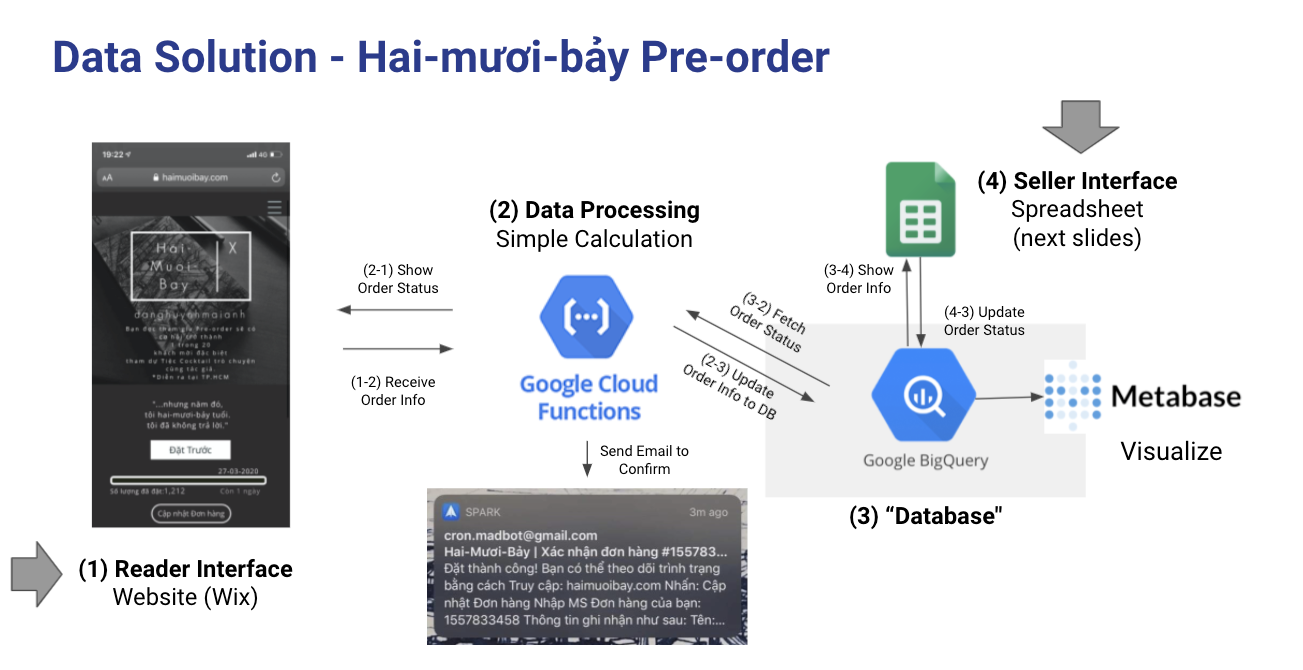 Data Solution - Hai-mươi-bảy Pre-order
19:22
4G
AA
haimuoibay.com
Hai-
Muoi
Bay
X
danghuynhmaianh
Bạn đọc tham gia Pre-order sẽ có
cơ hội trở thành
1 trong 20
khách mời đặc biệt
tham dự Tiệc Cocktail trò chuyện
cùng tác giả.
*Diễn ra tại TP.HCM
"...nhưng năm đó,
tôi hai-mươi-bảy tuổi.
tôi đã không trả lời."
Đặt Trước
27-03-2020
Số lượng đã đặt:1,212
Còn 1 ngày
Cập nhật Đơn hàng
(1) Reader Interface
Website (Wix)
(2-1) Show
Order Status
(1-2) Receive
Order Info
(2) Data Processing
Simple Calculation
Google Cloud
Functions
Send Email to
Confirm
SPARK
3m ago
cron.madbot@gmail.com
Hai-Mươi-Bảy | Xác nhận đơn hàng #155783...
Đặt thành công! Bạn có thể theo dõi trình trạng
bằng cách Truy cập: haimuoibay.com Nhấn: Cập
nhật Đơn hàng Nhập MS Đơn hàng của bạn:
1557833458 Thông tin ghi nhận như sau: Tên:...
(3-2) Fetch
Order Status
(2-3) Update
Order Info to DB
(3-4) Show
Order Info
(4-3) Update
Order Status
(4) Seller Interface
Spreadsheet
(next slides)
Google BigQuery
(3) “Database"
Metabase
Visualize